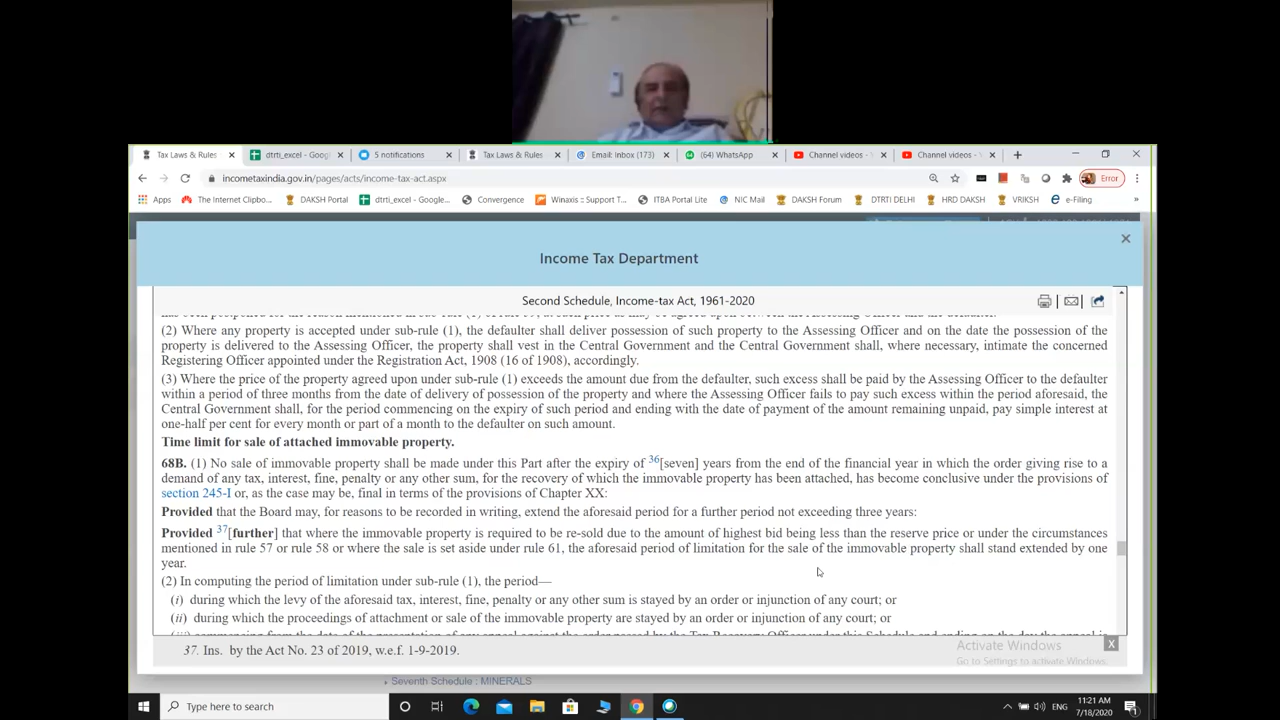 Tax Laws & Rules
dtrti_excel - Goog
5 notifications
Tax Laws & Rules
Email: Inbox (173)
(64) WhatsApp
Channel videos - Y
Channel videos - Y
incometaxindia.gov.in/pages/acts/income-tax-act.aspx
Error
Apps
The Internet Clipbo...
DAKSH Portal
dtrti_excel - Google...
Convergence
Winaxis :: Support T...
ITBA Portal Lite
NIC Mail
DAKSH Forum
DTRTI DELHI
HRD DAKSH
VRIKSH
e-Filing
Income Tax Department
Second Schedule, Income-tax Act, 1961-2020
(2) Where any property is accepted under sub-rule (1), the defaulter shall deliver possession of such property to the Assessing Officer and on the date the possession of the
property is delivered to the Assessing Officer, the property shall vest in the Central Government and the Central Government shall, where necessary, intimate the concerned
Registering Officer appointed under the Registration Act, 1908 (16 of 1908), accordingly.
(3) Where the price of the property agreed upon under sub-rule (1) exceeds the amount due from the defaulter, such excess shall be paid by the Assessing Officer to the defaulter
within a period of three months from the date of delivery of possession of the property and where the Assessing Officer fails to pay such excess within the period aforesaid, the
Central Government shall, for the period commencing on the expiry of such period and ending with the date of payment of the amount remaining unpaid, pay simple interest at
one-half per cent for every month or part of a month to the defaulter on such amount.
Time limit for sale of attached immovable property.
68B. (1) No sale of immovable property shall be made under this Part after the expiry of 36[seven] years from the end of the financial year in which the order giving rise to a
demand of any tax, interest, fine, penalty or any other sum, for the recovery of which the immovable property has been attached, has become conclusive under the provisions of
section 245-I or, as the case may be, final in terms of the provisions of Chapter XX:
Provided that the Board may, for reasons to be recorded in writing, extend the aforesaid period for a further period not exceeding three years:
Provided 37[further] that where the immovable property is required to be re-sold due to the amount of highest bid being less than the reserve price or under the circumstances
mentioned in rule 57 or rule 58 or where the sale is set aside under rule 61, the aforesaid period of limitation for the sale of the immovable property shall stand extended by one
year.
(2) In computing the period of limitation under sub-rule (1), the period—
(i) during which the levy of the aforesaid tax, interest, fine, penalty or any other sum is stayed by an order or injunction of any court; or
(ii) during which the proceedings of attachment or sale of the immovable property are stayed by an order or injunction of any court; or
37. Ins. by the Act No. 23 of 2019, w.e.f. 1-9-2019.
Activate Windows
Go to Settings to activate Windows.
Seventh Schedule : MINERALS
Type here to search
11:21 AM
7/18/2020